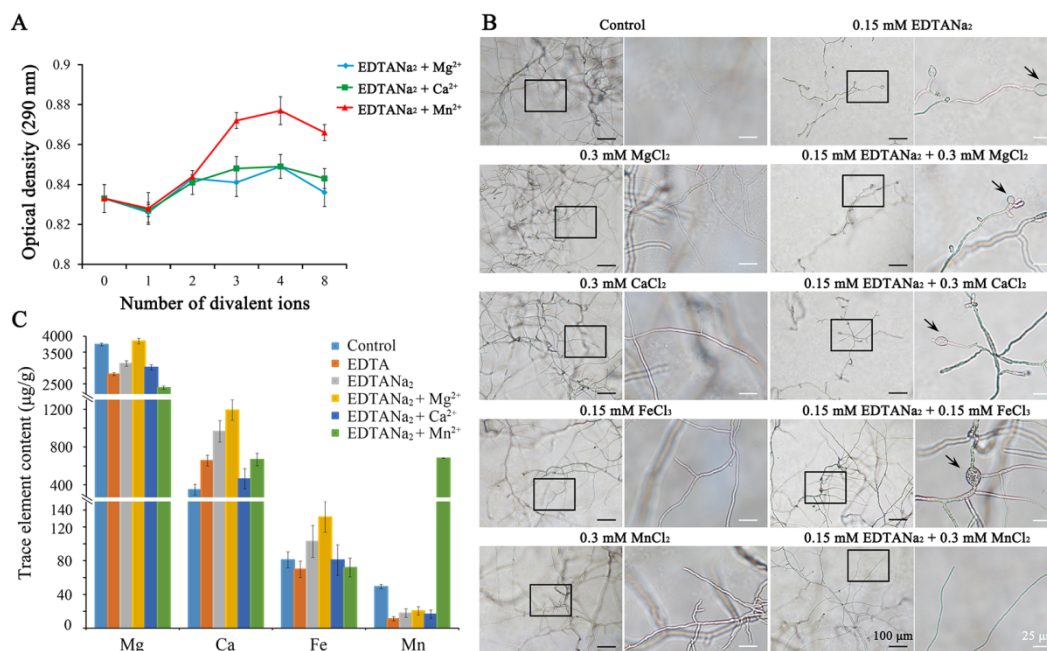 A
Optical density (290 nm)
0.9
0.88
0.86
0.84
0.82
0.8
0 1 2 3 4 8
Number of divalent ions
EDTANa₂ + Mg²⁺
EDTANa₂ + Ca²⁺
EDTANa₂ + Mn²⁺
B
Control
0.15 mM EDTANa₂
0.3 mM MgCl₂
0.15 mM EDTANa₂ + 0.3 mM MgCl₂
0.3 mM CaCl₂
0.15 mM EDTANa₂ + 0.3 mM CaCl₂
0.15 mM FeCl₃
0.15 mM EDTANa₂ + 0.15 mM FeCl₃
0.3 mM MnCl₂
0.15 mM EDTANa₂ + 0.3 mM MnCl₂
100 μm
25 μm
C
Trace element content (μg/g)
4000
3500
2500
1200
800
400
140
120
80
60
40
20
0
Mg Ca Fe Mn
Control
EDTA
EDTANa₂
EDTANa₂ + Mg²⁺
EDTANa₂ + Ca²⁺
EDTANa₂ + Mn²⁺